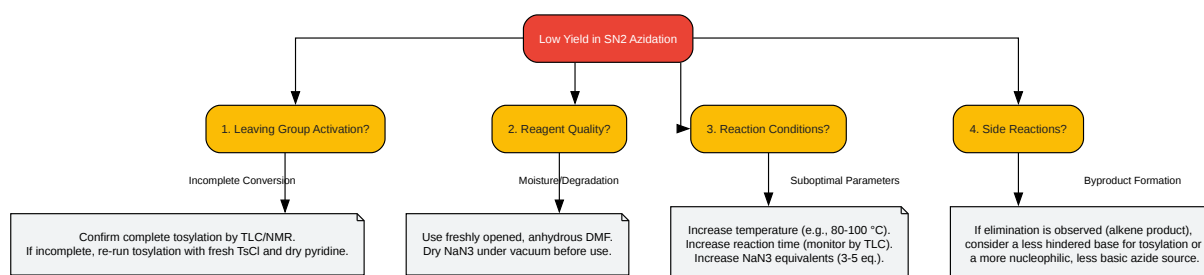 Low Yield in SN2 Azidation
1. Leaving Group Activation?
2. Reagent Quality?
3. Reaction Conditions?
4. Side Reactions?
Incomplete Conversion
Moisture/Degradation
Suboptimal Parameters
Byproduct Formation
Confirm complete tosylation by TLC/NMR.
If incomplete, re-run tosylation with fresh TsCl and dry pyridine.
Use freshly opened, anhydrous DMF.
Dry NaN3 under vacuum before use.
Increase temperature (e.g., 80-100 °C).
Increase reaction time (monitor by TLC).
Increase NaN3 equivalents (3-5 eq.).
If elimination is observed (alkene product),
consider a less hindered base for tosylation or
a more nucleophilic, less basic azide source.